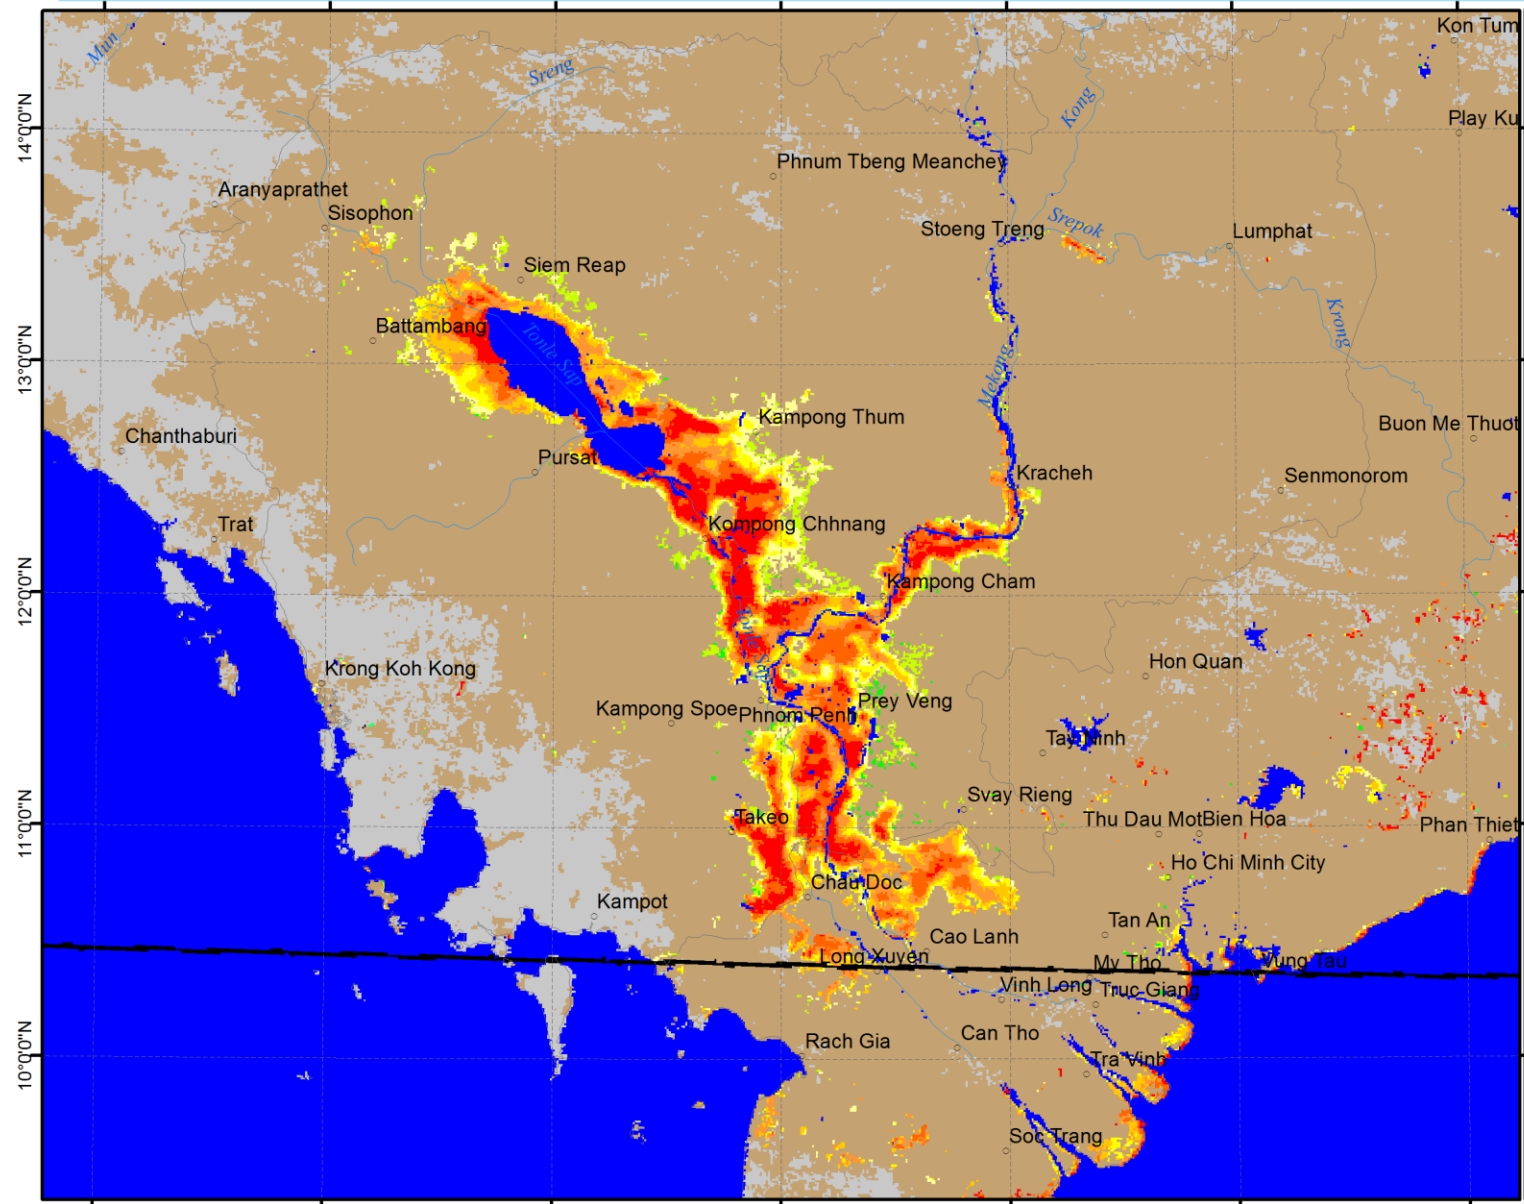 Kon Tum
Mun
Sreng
Kong
14°0'0"N
Play Ku
Phnum Tbeng Meanchey
Aranyaprathet
Sisophon
Srepok
Stoeng Treng
Lumphat
Siem Reap
Krong
Battambang
Tonle Sap
13°0'0"N
Mekong
Kampong Thum
Buon Me Thuot
Chanthaburi
Pursat
Kracheh
Senmonorom
Trat
Kompong Chhnang
12°0'0"N
Kampong Cham
Tonle Sap
Hon Quan
Krong Koh Kong
Prey Veng
Kampong Spoe
Phnom Penh
Tay Ninh
Svay Rieng
11°0'0"N
Takeo
Thu Dau Mot
Bien Hoa
Phan Thiet
Ho Chi Minh City
Chau Doc
Kampot
Tan An
Cao Lanh
Long Xuyen
My Tho
Vung Tau
Vinh Long
Truc Giang
Can Tho
Rach Gia
10°0'0"N
Tra Vinh
Soc Trang